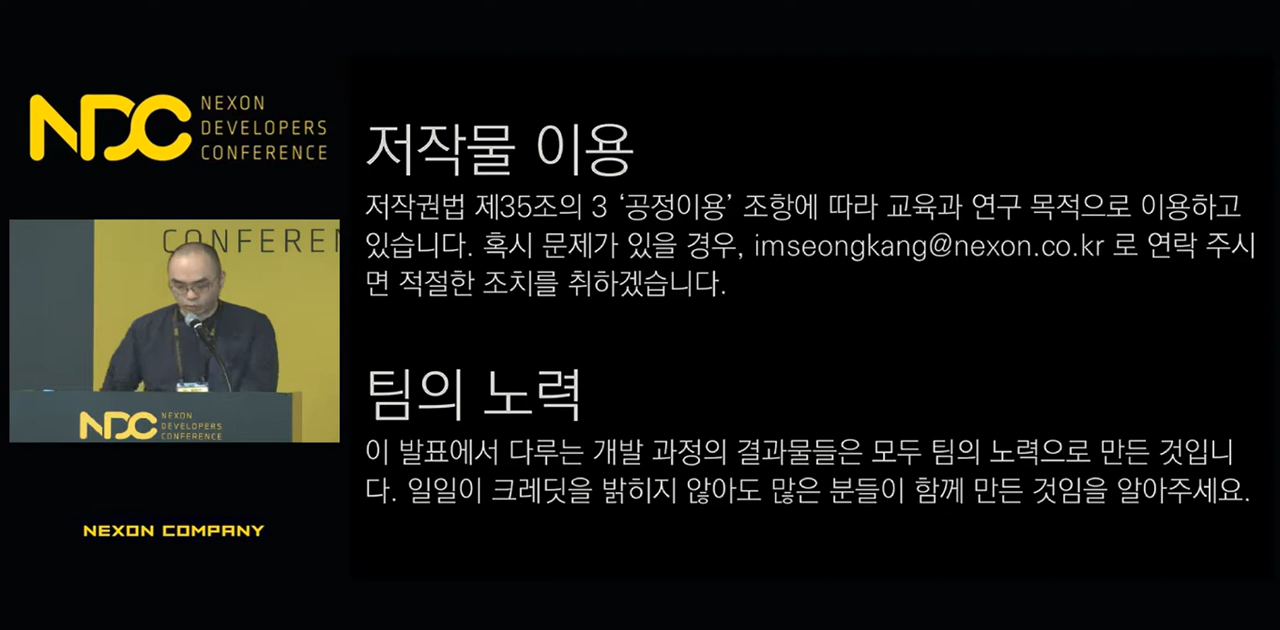 NDC NEXON
DEVELOPERS
CONFERENCE
CONFEREN
NDC NEXON
DEVELOPERS
CONFERENCE
NEXON COMPANY
저작물 이용
저작권법 제35조의 3 ‘공정이용’ 조항에 따라 교육과 연구 목적으로 이용하고
있습니다. 혹시 문제가 있을 경우, imseongkang@nexon.co.kr 로 연락 주시
면 적절한 조치를 취하겠습니다.
팀의 노력
이 발표에서 다루는 개발 과정의 결과물들은 모두 팀의 노력으로 만든 것입니
다. 일일이 크레딧을 밝히지 않아도 많은 분들이 함께 만든 것임을 알아주세요.